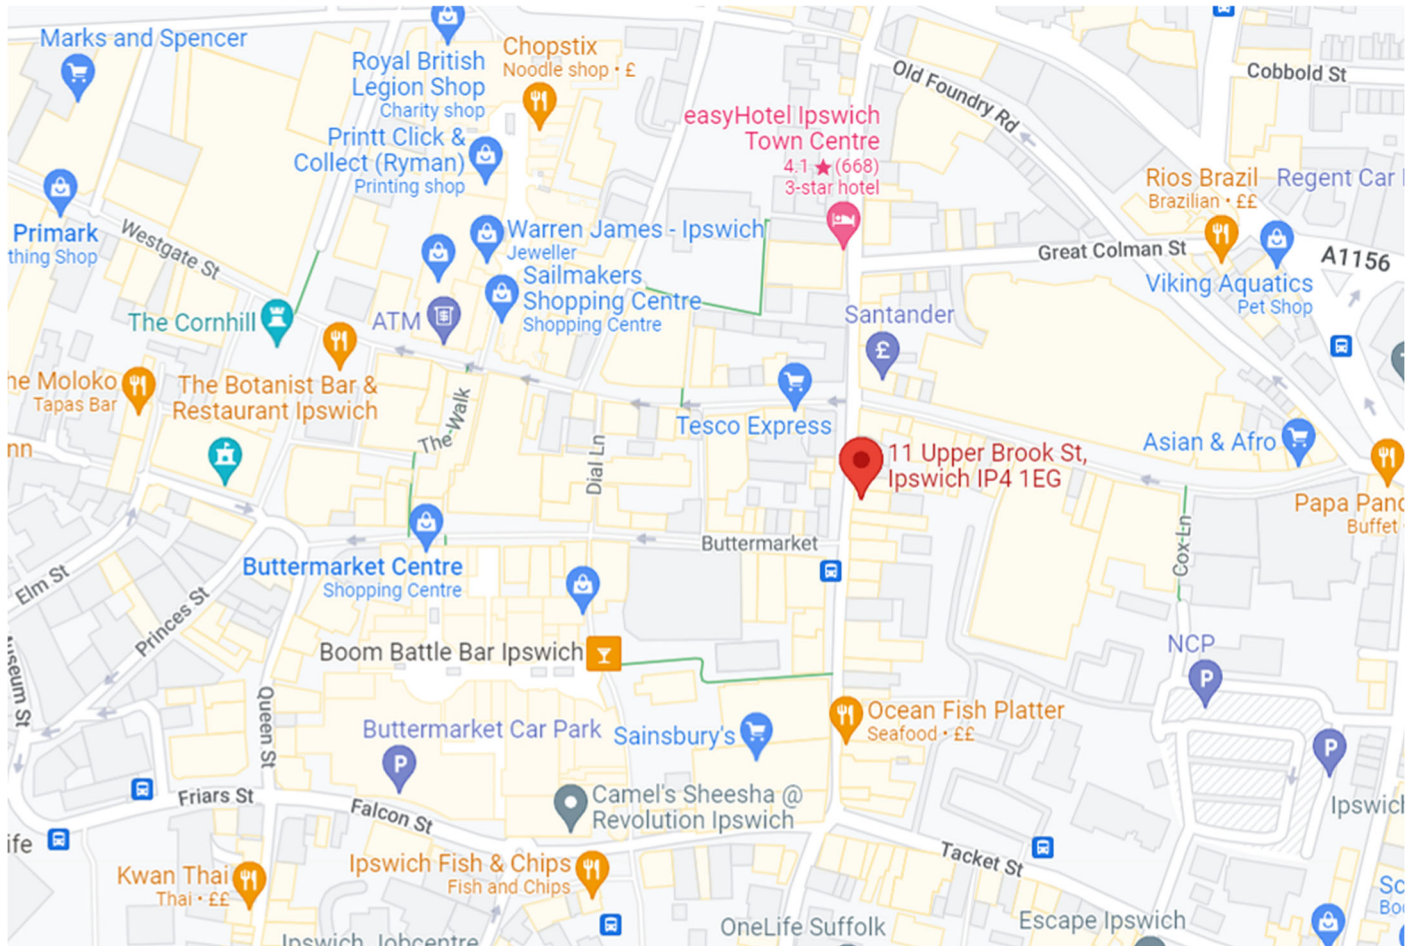 Marks and Spencer
Royal British
Legion Shop
Charity shop
Chopstix
Noodle shop • £
Old Foundry Rd
Cobbold St
Printt Click &
Collect (Ryman)
Printing shop
easyHotel Ipswich
Town Centre
4.1 ★ (668)
3-star hotel
Rios Brazil
Brazilian • ££
Regent Car
Primark
thing Shop
Westgate St
Warren James - Ipswich
Jeweller
Great Colman St
A1156
Sailmakers
Shopping Centre
Shopping Centre
Viking Aquatics
Pet Shop
The Cornhill
ATM
Santander
£
he Moloko
Tapas Bar
The Botanist Bar &
Restaurant Ipswich
The Walk
Dial Ln
Tesco Express
11 Upper Brook St,
Ipswich IP4 1EG
Asian & Afro
nn
Papa Panc
Buffet
Buttermarket
Cox Ln
Buttermarket Centre
Shopping Centre
Elm St
Princes St
Boom Battle Bar Ipswich
NCP
P
useum St
Queen St
Ocean Fish Platter
Seafood • ££
Buttermarket Car Park
P
Sainsbury's
P
Friars St
Falcon St
Camel's Sheesha @
Revolution Ipswich
Ipswich
ife
Tacket St
Kwan Thai
Thai • ££
Ipswich Fish & Chips
Fish and Chips
Sc
Boo
OneLife Suffolk
Escape Ipswich
Ipswich Jobcentre